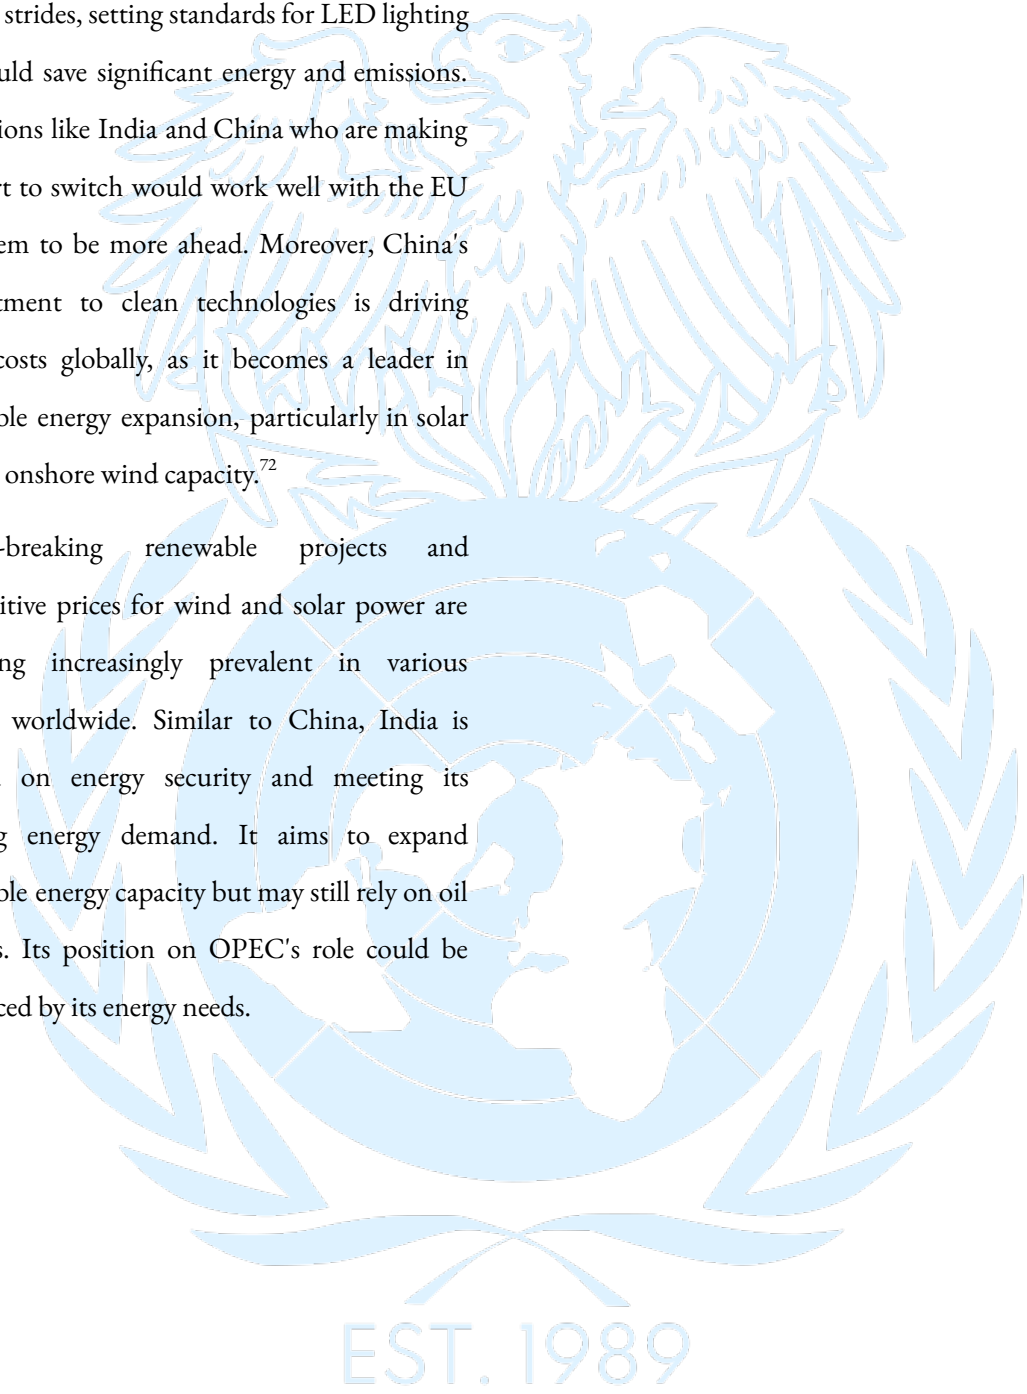 strides, setting standards for LED lighting
uld save significant energy and emissions.
ions like India and China who are making
rt to switch would work well with the EU
em to be more ahead. Moreover, China's
tment to clean technologies is driving
costs globally, as it becomes a leader in
ble energy expansion, particularly in solar
onshore wind capacity.72
-breaking renewable projects and
itive prices for wind and solar power are
ng increasingly prevalent in various
worldwide. Similar to China, India is
on energy security and meeting its
g energy demand. It aims to expand
ble energy capacity but may still rely on oil
s. Its position on OPEC's role could be
ced by its energy needs.
EST. 1989